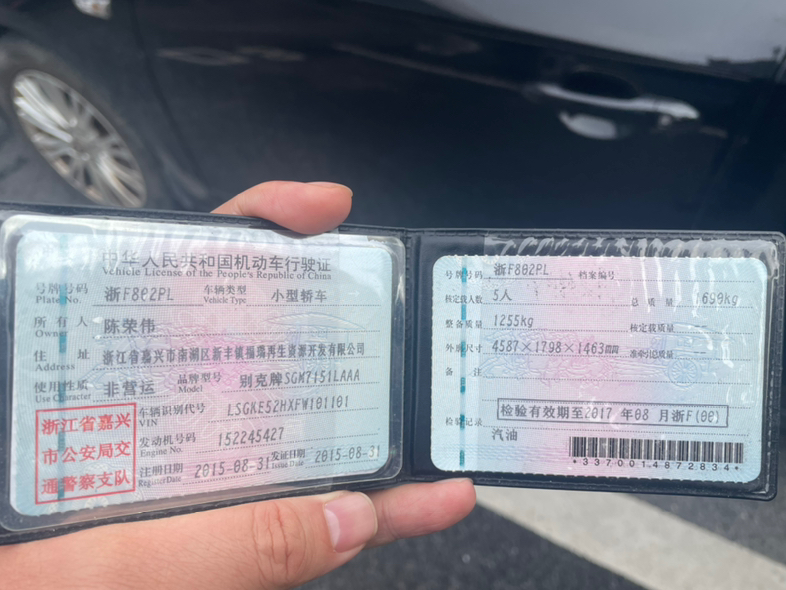 中华人民共和国机动车行驶证
Vehicle License of the People's Republic of China
号牌号码 浙F802PL 车辆类型 小型轿车
Plate No. Vehicle Type
所有人 陈荣伟
Owner
住址 浙江省嘉兴市南湖区新丰镇福瑞再生资源开发有限公司
Address
使用性质 非营运 品牌型号 别克牌SGM7151LAAA
Use Character Model
浙江省嘉兴
市公安局交
通警察支队
车辆识别代号 LSGKE52HXFW101101
VIN
发动机号码 152245427
Engine No.
注册日期 2015-08-31 发证日期 2015-08-31
Register Date Issue Date
号牌号码 浙F802PL 档案编号
核定载人数 5人 总质量 1690kg
整备质量 1255kg 核定载质量 --
外廓尺寸 4587×1798×1463mm 准牵引总质量 --
备注
检验有效期至2017年08月浙F(00)
检验记录
汽油
*3370014872834*